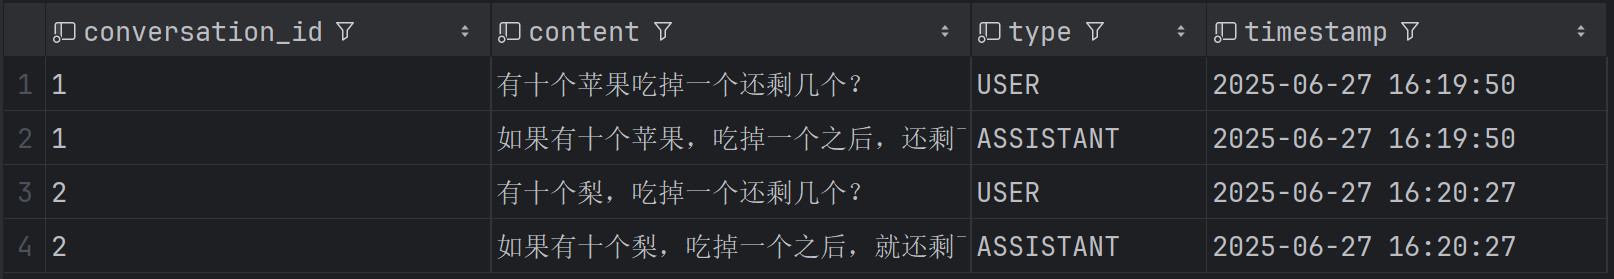 conversation_id content type timestamp
1 1 有十个苹果吃掉一个还剩几个? USER 2025-06-27 16:19:50
2 1 如果有十个苹果，吃掉一个之后，还剩 ASSISTANT 2025-06-27 16:19:50
3 2 有十个梨，吃掉一个还剩几个? USER 2025-06-27 16:20:27
4 2 如果有十个梨，吃掉一个之后，就还剩 ASSISTANT 2025-06-27 16:20:27